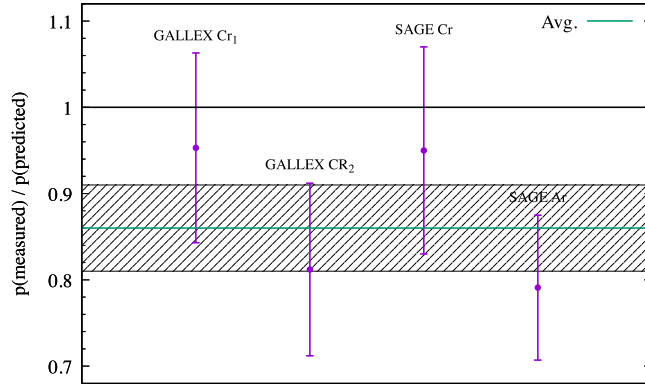 p(measured) / p(predicted)
1.1
1
0.9
0.8
0.7
Avg.
GALLEX Cr₁
SAGE Cr
GALLEX CR₂
SAGE Ar